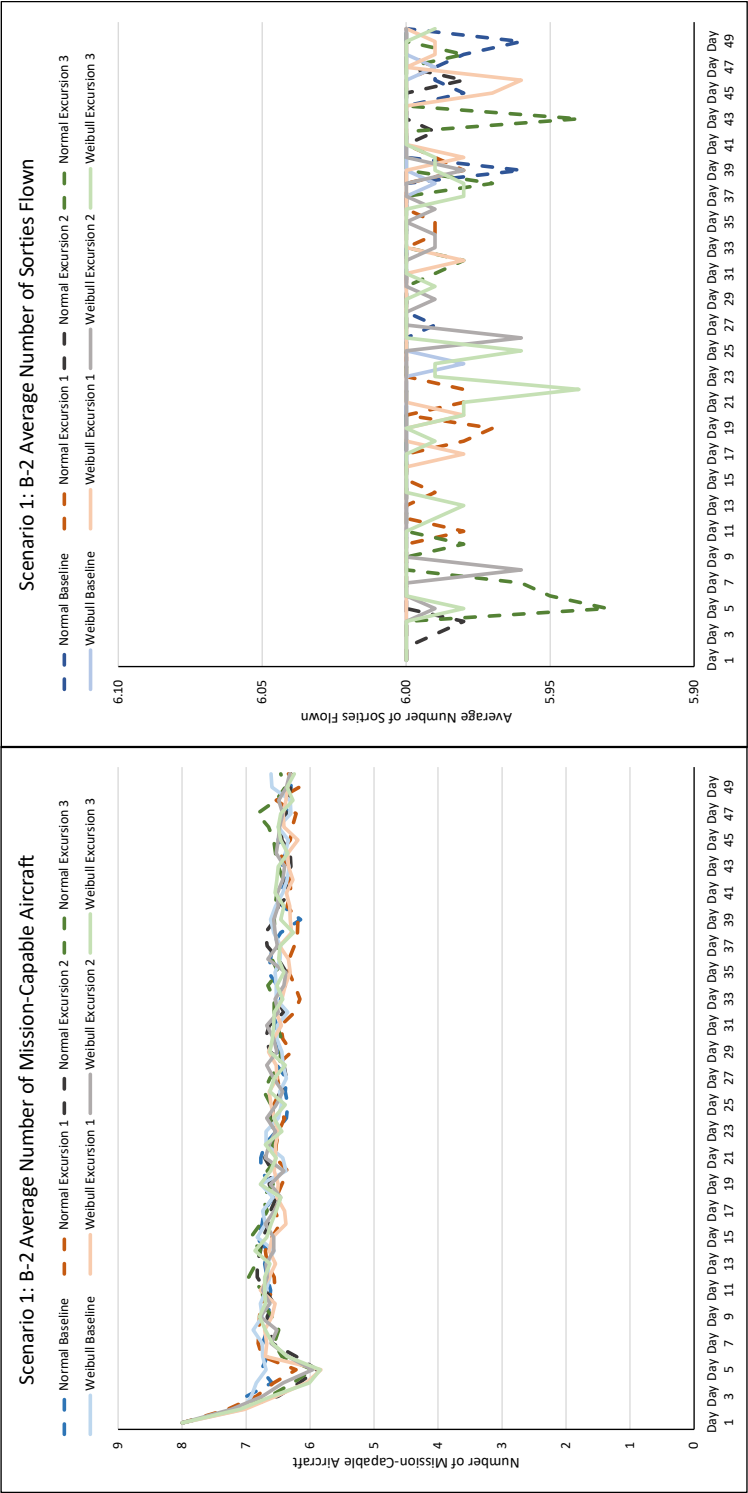 Scenario 1: B-2 Average Number of Mission-Capable Aircraft
Normal Baseline Normal Excursion 1 Normal Excursion 2 Normal Excursion 3
Weibull Baseline Weibull Excursion 1 Weibull Excursion 2 Weibull Excursion 3
Number of Mission-Capable Aircraft
9
8
7
6
5
4
3
2
1
0
Day Day Day Day Day Day Day Day Day Day Day Day Day Day Day Day Day Day Day Day Day Day Day Day Day
1 3 5 7 9 11 13 15 17 19 21 23 25 27 29 31 33 35 37 39 41 43 45 47 49
Scenario 1: B-2 Average Number of Sorties Flown
Normal Baseline Normal Excursion 1 Normal Excursion 2 Normal Excursion 3
Weibull Baseline Weibull Excursion 1 Weibull Excursion 2 Weibull Excursion 3
Average Number of Sorties Flown
6.10
6.05
6.00
5.95
5.90
Day Day Day Day Day Day Day Day Day Day Day Day Day Day Day Day Day Day Day Day Day Day Day Day Day
1 3 5 7 9 11 13 15 17 19 21 23 25 27 29 31 33 35 37 39 41 43 45 47 49